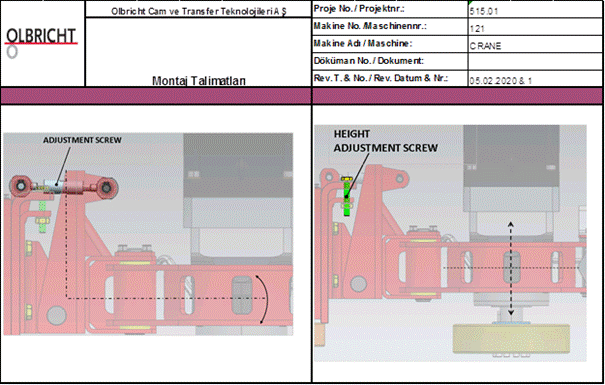 OLBRICHT
Olbricht Cam ve Transfer Teknolojileri A Ş
Montaj Talimatları
Proje No. / Projektnr.:
515.01
Makine No. /Maschinennr.:
121
Makine Adı / Maschine:
CRANE
Döküman No. / Dokument:
Rev.T. & No. / Rev. Datum & Nr.:
05.02.2020 & 1
ADJUSTMENT SCREW
HEIGHT
ADJUSTMENT SCREW